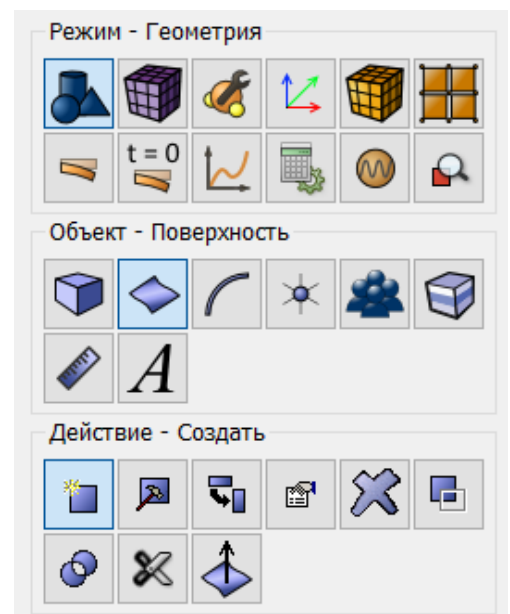 Режим - Геометрия
t = 0
Объект - Поверхность
A
Действие - Создать